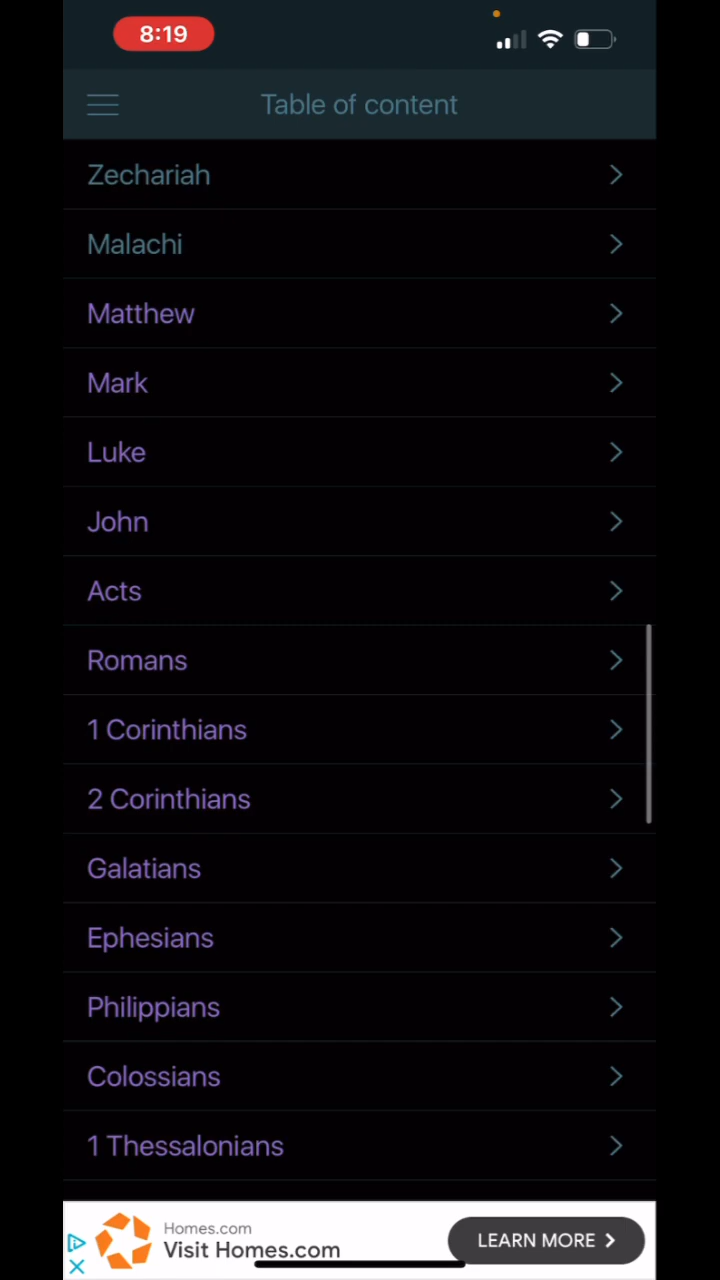 8:19
Table of content
Zechariah
Malachi
Matthew
Mark
Luke
John
Acts
Romans
1 Corinthians
2 Corinthians
Galatians
Ephesians
Philippians
Colossians
1 Thessalonians
Homes.com
Visit Homes.com
LEARN MORE